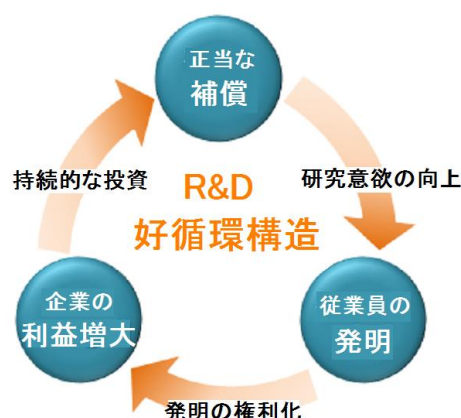 正当な
補償
持続的な投資
研究意欲の向上
R&D
好循環構造
企業の
利益増大
従業員の
発明
発明の権利化